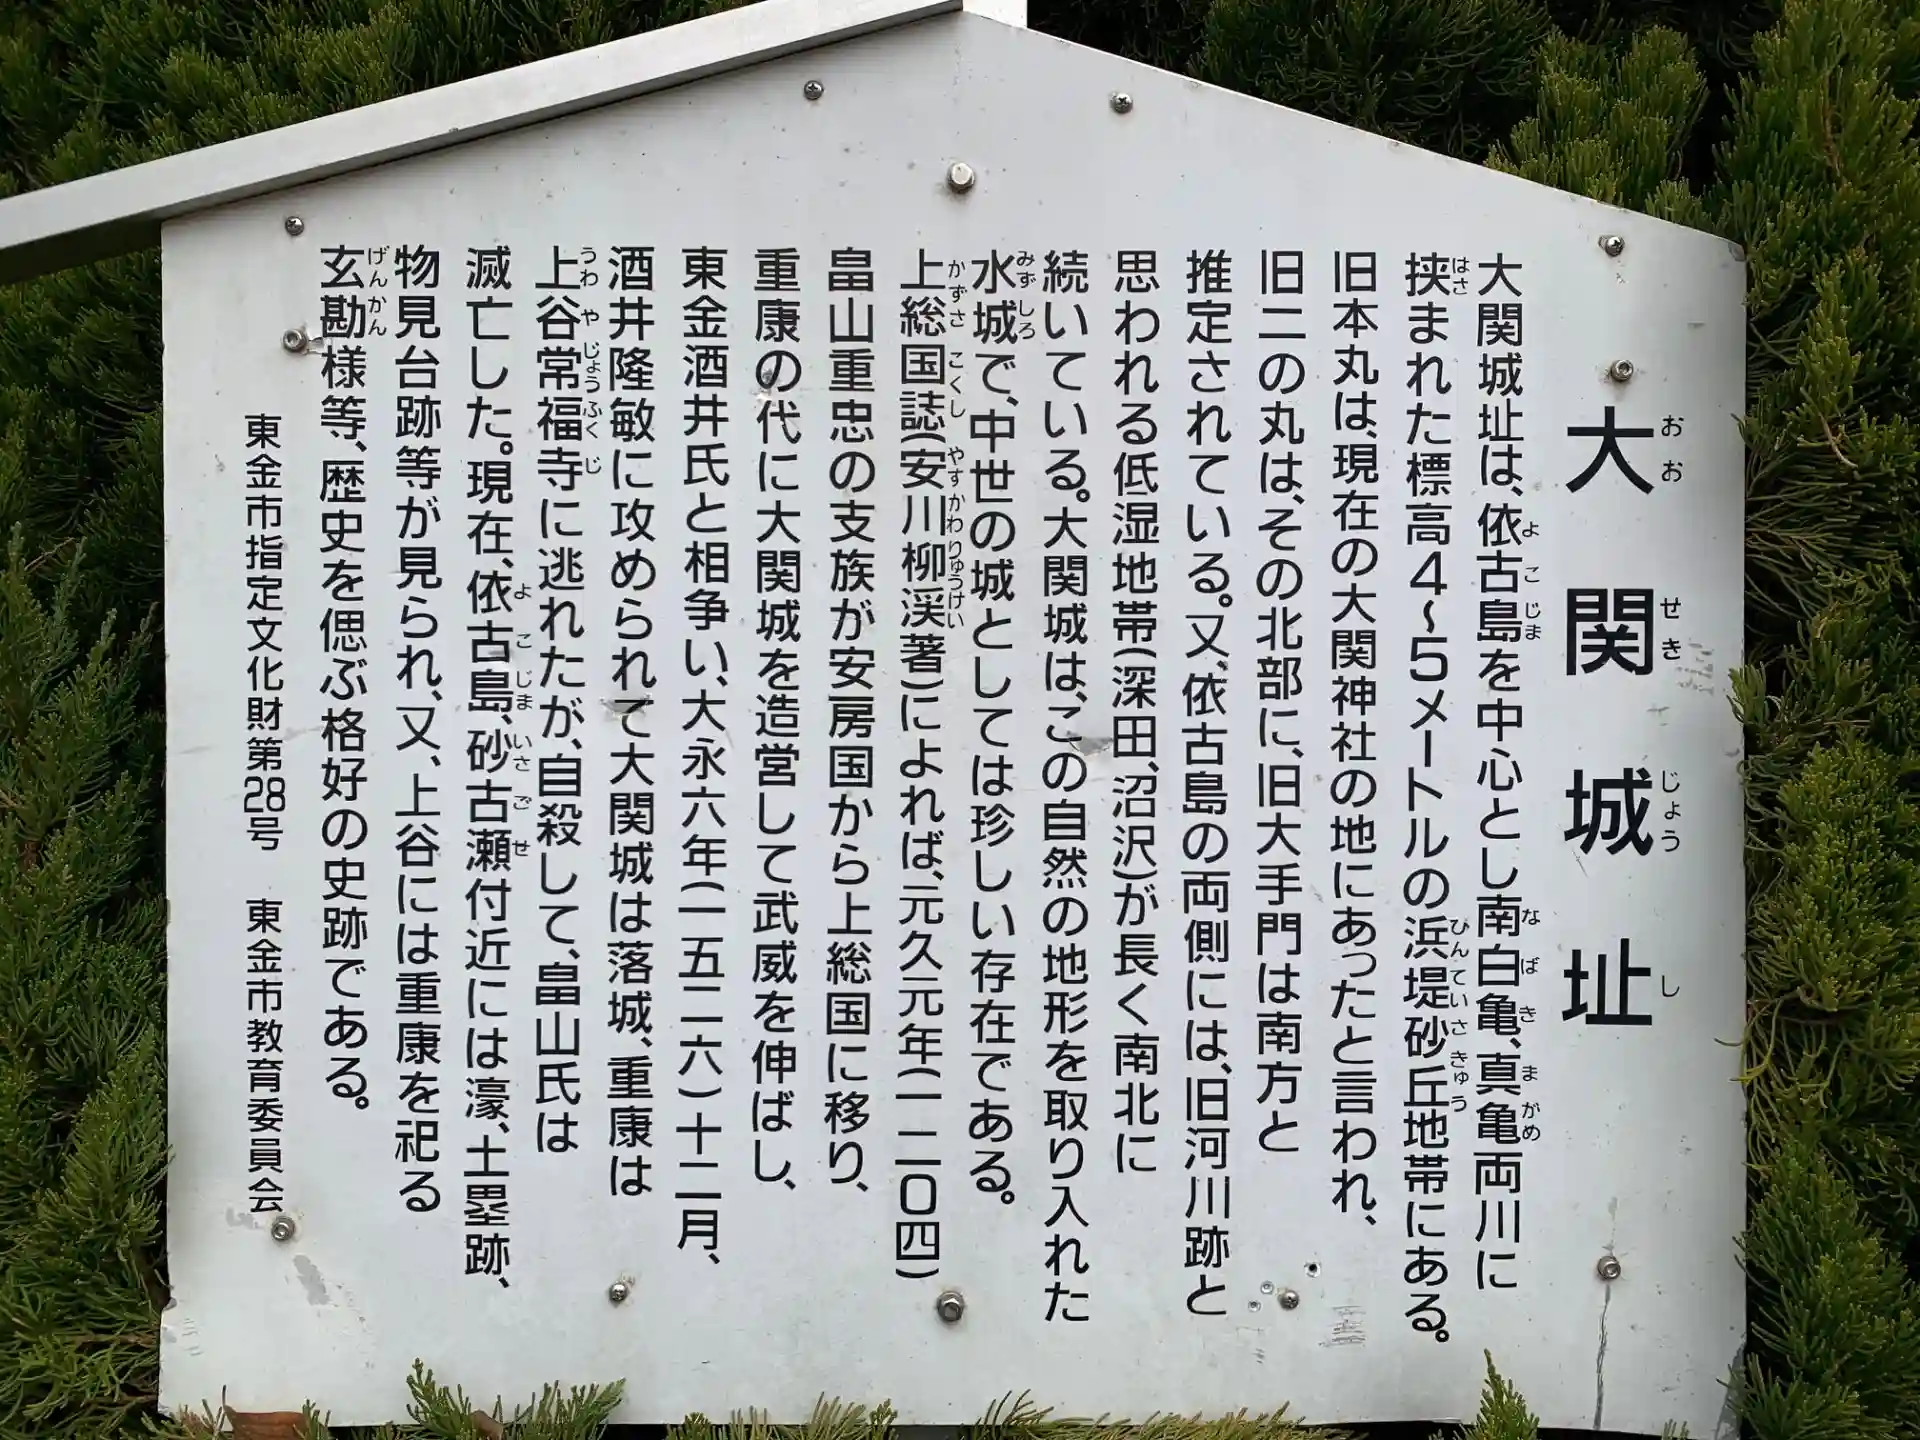 大関城址
おおせきじょうし
大関城址は、依古島を中心とし南白亀、真亀両川に
挟まれた標高4~5メートルの浜堤砂丘地帯にある。
旧本丸は、現在の大関神社の地にあったと言われ、
旧二の丸は、その北部に、旧大手門は南方と
推定されている。又、依古島の両側には、旧河川跡と
思われる低湿地帯(深田、沼沢)が長く南北に
続いている。大関城は、この自然の地形を取り入れた
水城で、中世の城としては珍しい存在である。
上総国誌(安川柳渓著)によれば、元久元年(一二〇四)
畠山重忠の支族が安房国から上総国に移り、
重康の代に大関城を造営して武威を伸ばし、
東金酒井氏と相争い、大永六年(一五二六)十二月、
酒井隆敏に攻められて大関城は落城、重康は
上谷常福寺に逃れたが、自殺して、畠山氏は
滅亡した。現在、依古島、砂古瀬付近には濠、土塁跡、
物見台跡等が見られ、又、上谷には重康を祀る
玄勘様等、歴史を偲ぶ格好の史跡である。
東金市指定文化財第28号 東金市教育委員会